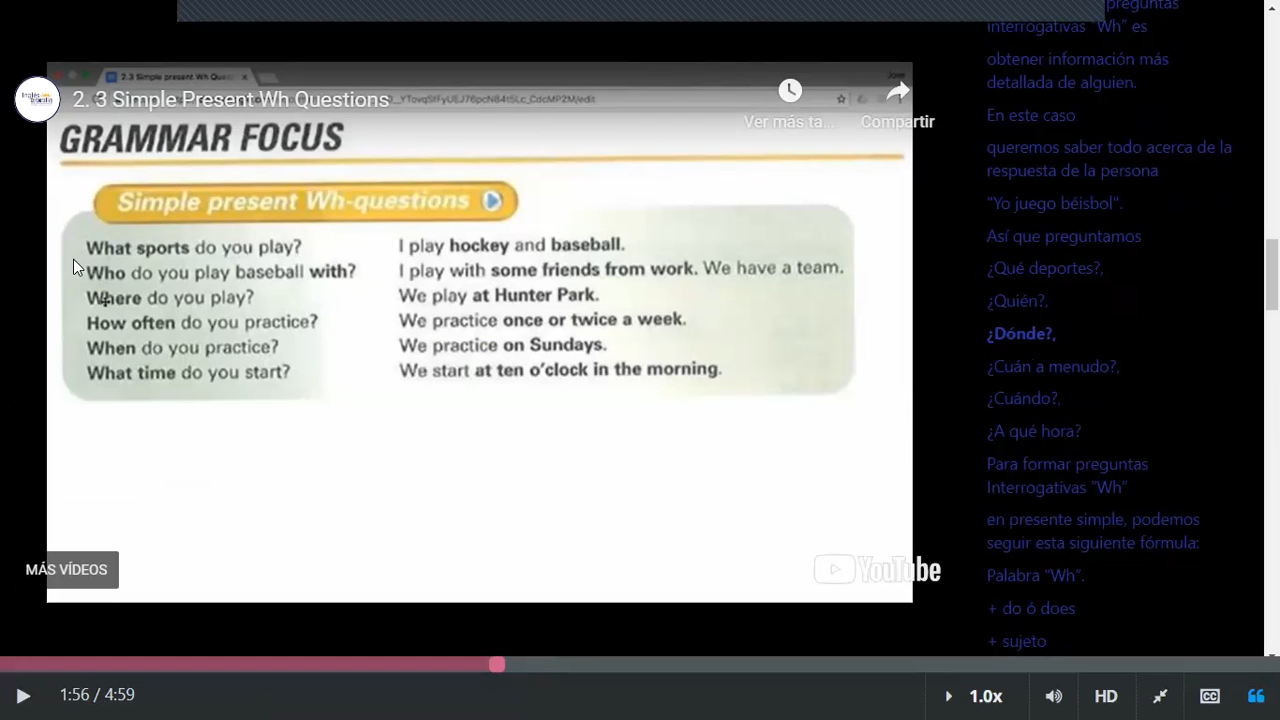 preguntas
interrogativas "Wh" es
obtener información más
detallada de alguien.
En este caso
queremos saber todo acerca de la
respuesta de la persona
"Yo juego béisbol".
Así que preguntamos
¿Qué deportes?,
¿Quién?,
¿Dónde?,
¿Cuán a menudo?,
¿Cuándo?,
¿A qué hora?
Para formar preguntas
Interrogativas "Wh"
en presente simple, podemos
seguir esta siguiente fórmula:
Palabra "Wh".
+ do ó does
+ sujeto
2.3 Simple present Wh Ques
2. 3 Simple Present Wh Questions
Ver más ta...
Compartir
GRAMMAR FOCUS
Simple present Wh-questions
What sports do you play? I play hockey and baseball.
Who do you play baseball with? I play with some friends from work. We have a team.
Where do you play? We play at Hunter Park.
How often do you practice? We practice once or twice a week.
When do you practice? We practice on Sundays.
What time do you start? We start at ten o'clock in the morning.
MÁS VÍDEOS
YouTube
1:56 / 4:59
1.0x
HD
CC